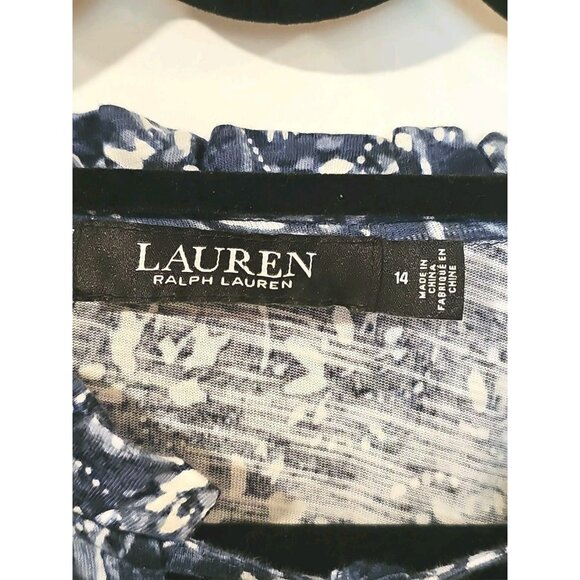 LAUREN
RALPH LAUREN
14
MADE IN
CHINA
FABRIQUÉ EN
CHINE